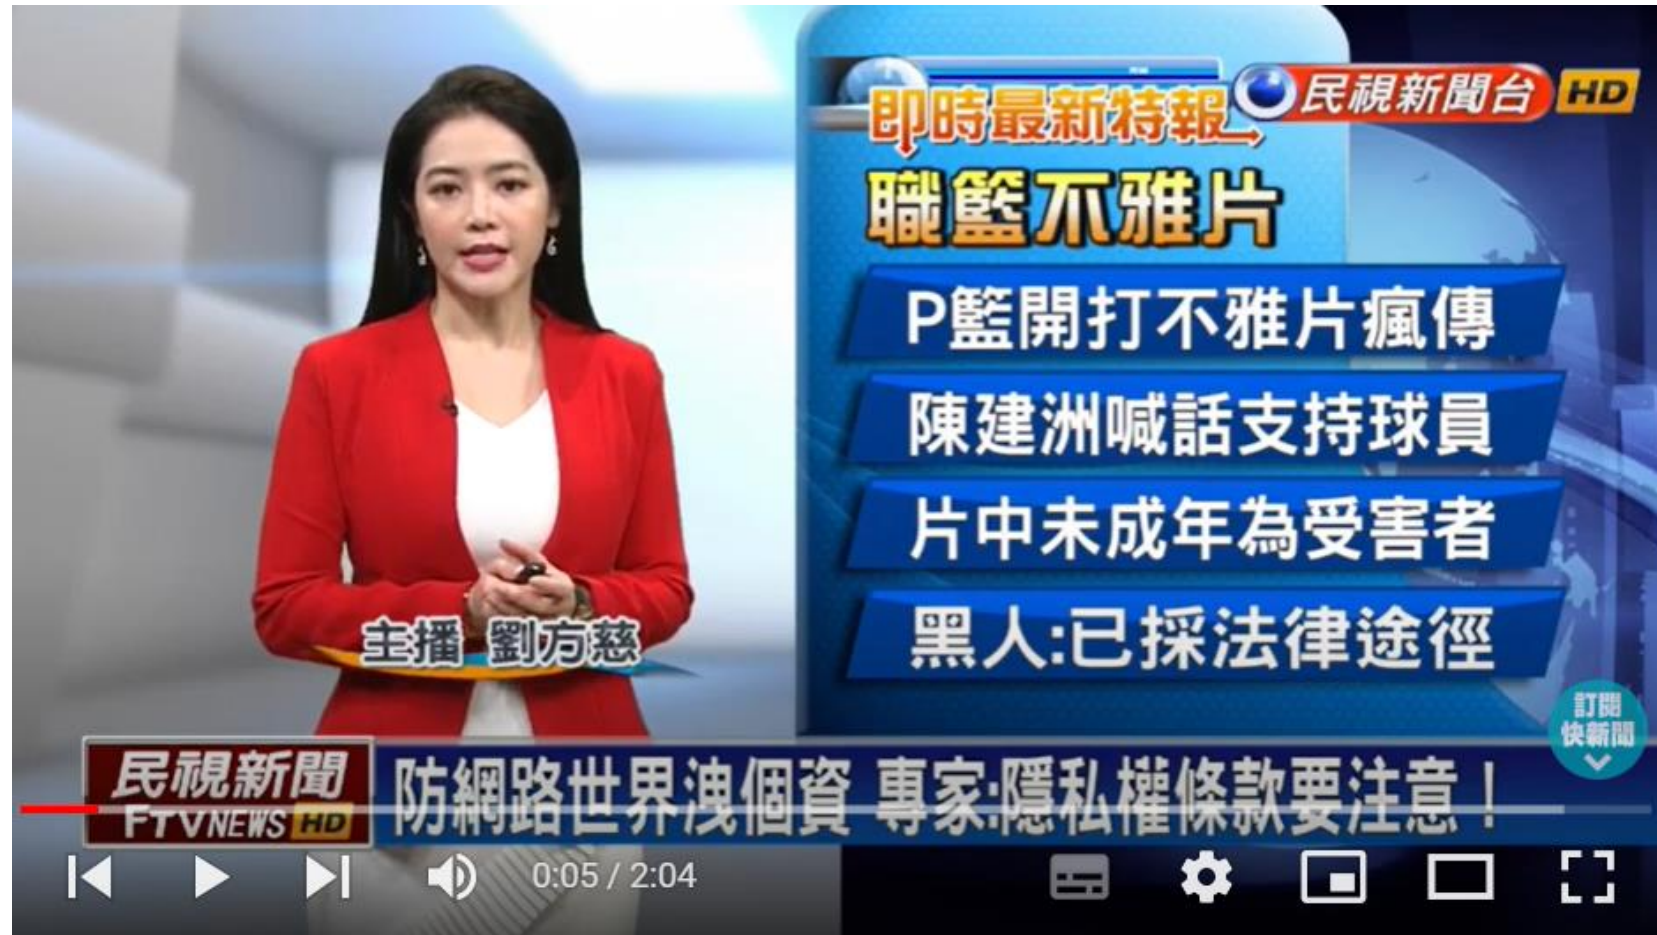 民視新聞台 HD
即時最新特報
職籃不雅片
P籃開打不雅片瘋傳
陳建洲喊話支持球員
片中未成年為受害者
黑人:已採法律途徑
主播 劉方慈
訂閱
快新聞
民視新聞
FTVNEWS HD
防網路世界洩個資 專家:隱私權條款要注意！
0:05 / 2:04